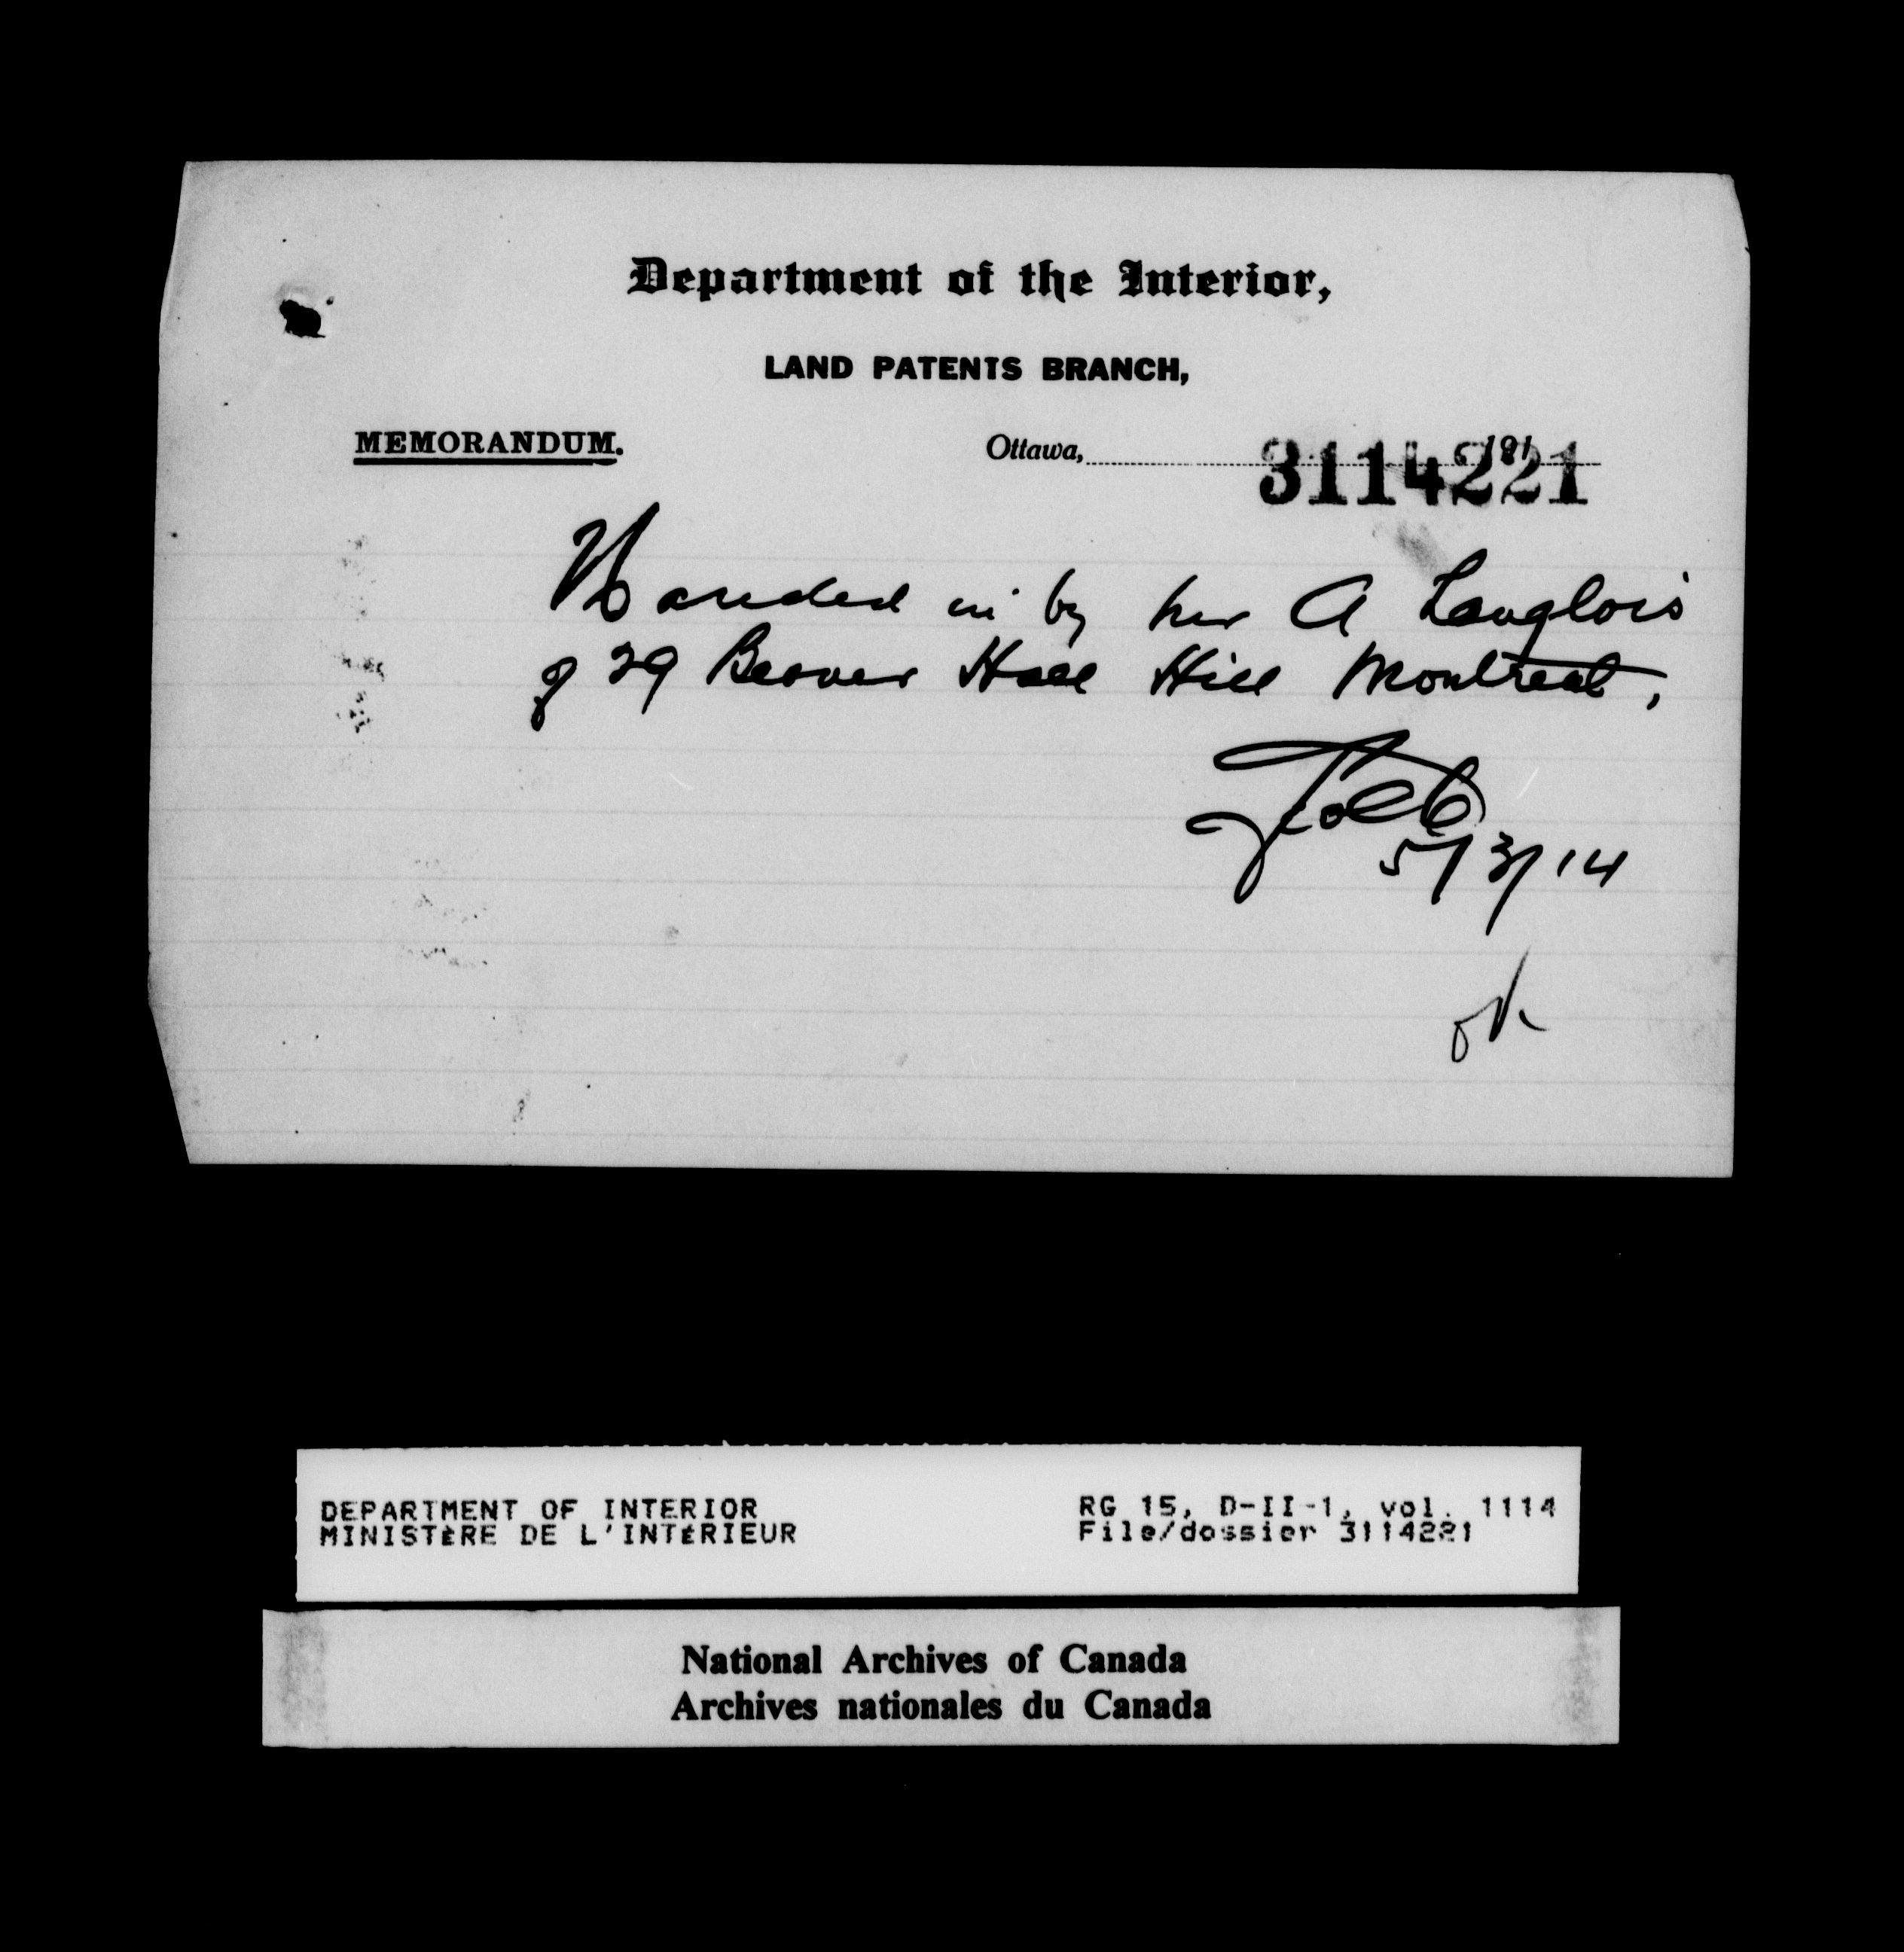 Department of the Interior,
LAND PATENTS BRANCH,
MEMORANDUM.
Ottawa, 191
3114221
Handed in by Mr A Langlois
of 29 Beaver Hall Hill Montreal,
5/3/14
ok
DEPARTMENT OF INTERIOR RG 15, D-II-1, vol. 1114
MINISTÈRE DE L'INTÉRIEUR File/dossier 3114221
National Archives of Canada
Archives nationales du Canada